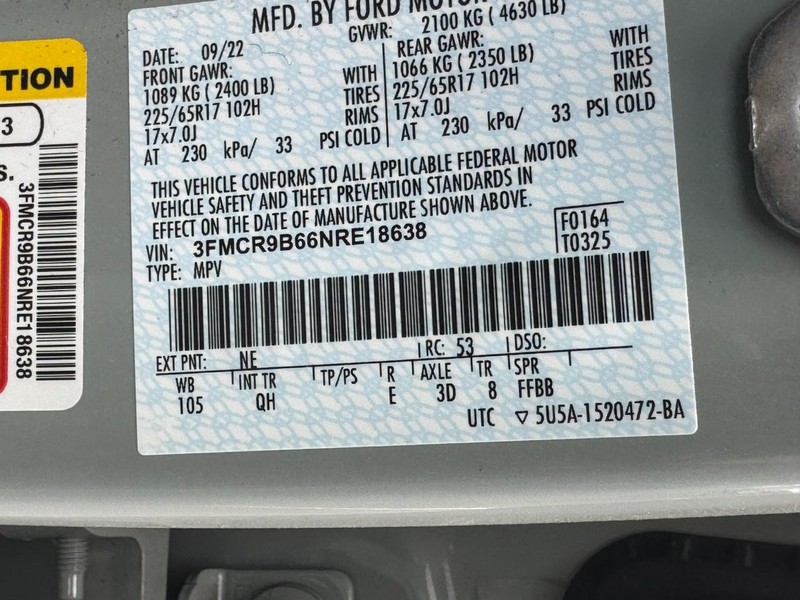 TION
3
s.
3FMCR9B66NRE18638
MFD. BY FORD MOTOR
GVWR: 2100 KG ( 4630 LB)
DATE: 09/22
FRONT GAWR:
1089 KG ( 2400 LB) WITH
225/65R17 102H TIRES
17x7.0J RIMS
AT 230 kPa/ 33 PSI COLD
REAR GAWR:
1066 KG ( 2350 LB) WITH
225/65R17 102H TIRES
17x7.0J RIMS
AT 230 kPa/ 33 PSI COLD
THIS VEHICLE CONFORMS TO ALL APPLICABLE FEDERAL MOTOR
VEHICLE SAFETY AND THEFT PREVENTION STANDARDS IN
EFFECT ON THE DATE OF MANUFACTURE SHOWN ABOVE.
VIN: 3FMCR9B66NRE18638
TYPE: MPV
F0164
T0325
EXT PNT: NE RC: 53 DSO:
WB INT TR TP/PS R AXLE TR SPR
105 QH E 3D 8 FFBB
UTC ▽ 5U5A-1520472-BA